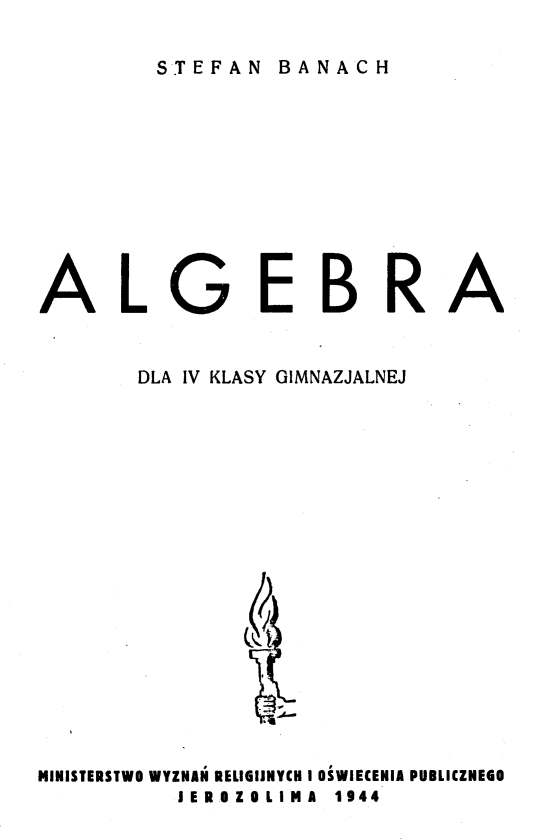 STEFAN BANACH
ALGEBRA
DLA IV KLASY GIMNAZJALNEJ
MINISTERSTWO WYZNAŃ RELIGIJNYCH I OŚWIECENIA PUBLICZNEGO
JEROZOLIMA 1944